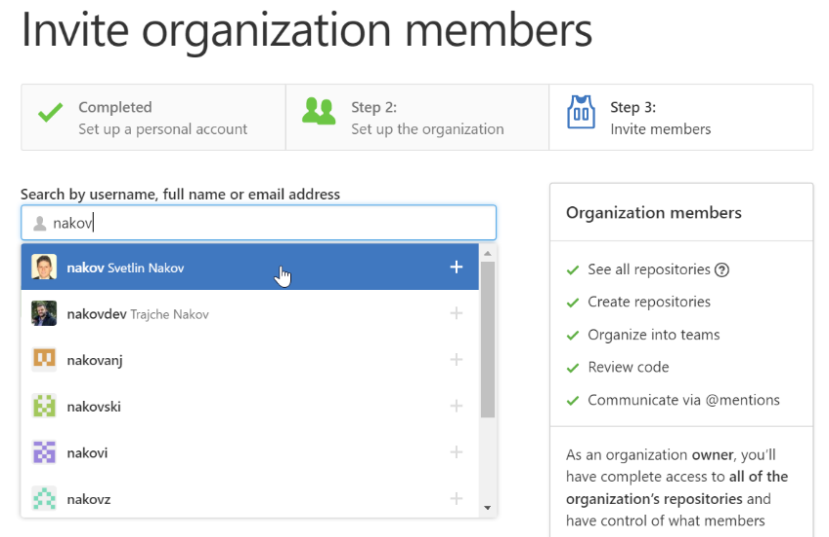 Invite organization members
Completed
Set up a personal account
Step 2:
Set up the organization
Step 3:
Invite members
Search by username, full name or email address
nakov
nakov Svetlin Nakov
nakovdev Trajche Nakov
nakovanj
nakovski
nakovi
nakovz
Organization members
See all repositories
Create repositories
Organize into teams
Review code
Communicate via @mentions
As an organization owner, you'll
have complete access to all of the
organization's repositories and
have control of what members